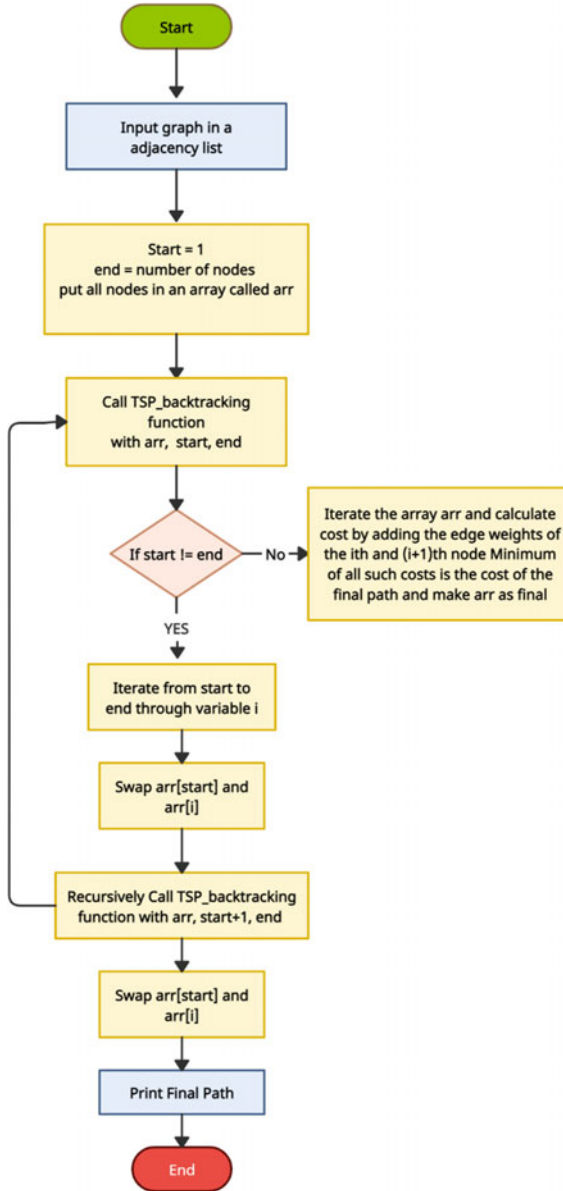 Start
Input graph in a
adjacency list
Start = 1
end = number of nodes
put all nodes in an array called arr
Call TSP_backtracking
function
with arr, start, end
If start != end
No
Iterate the array arr and calculate
cost by adding the edge weights of
the ith and (i+1)th node Minimum
of all such costs is the cost of the
final path and make arr as final
YES
Iterate from start to
end through variable i
Swap arr[start] and
arr[i]
Recursively Call TSP_backtracking
function with arr, start+1, end
Swap arr[start] and
arr[i]
Print Final Path
End